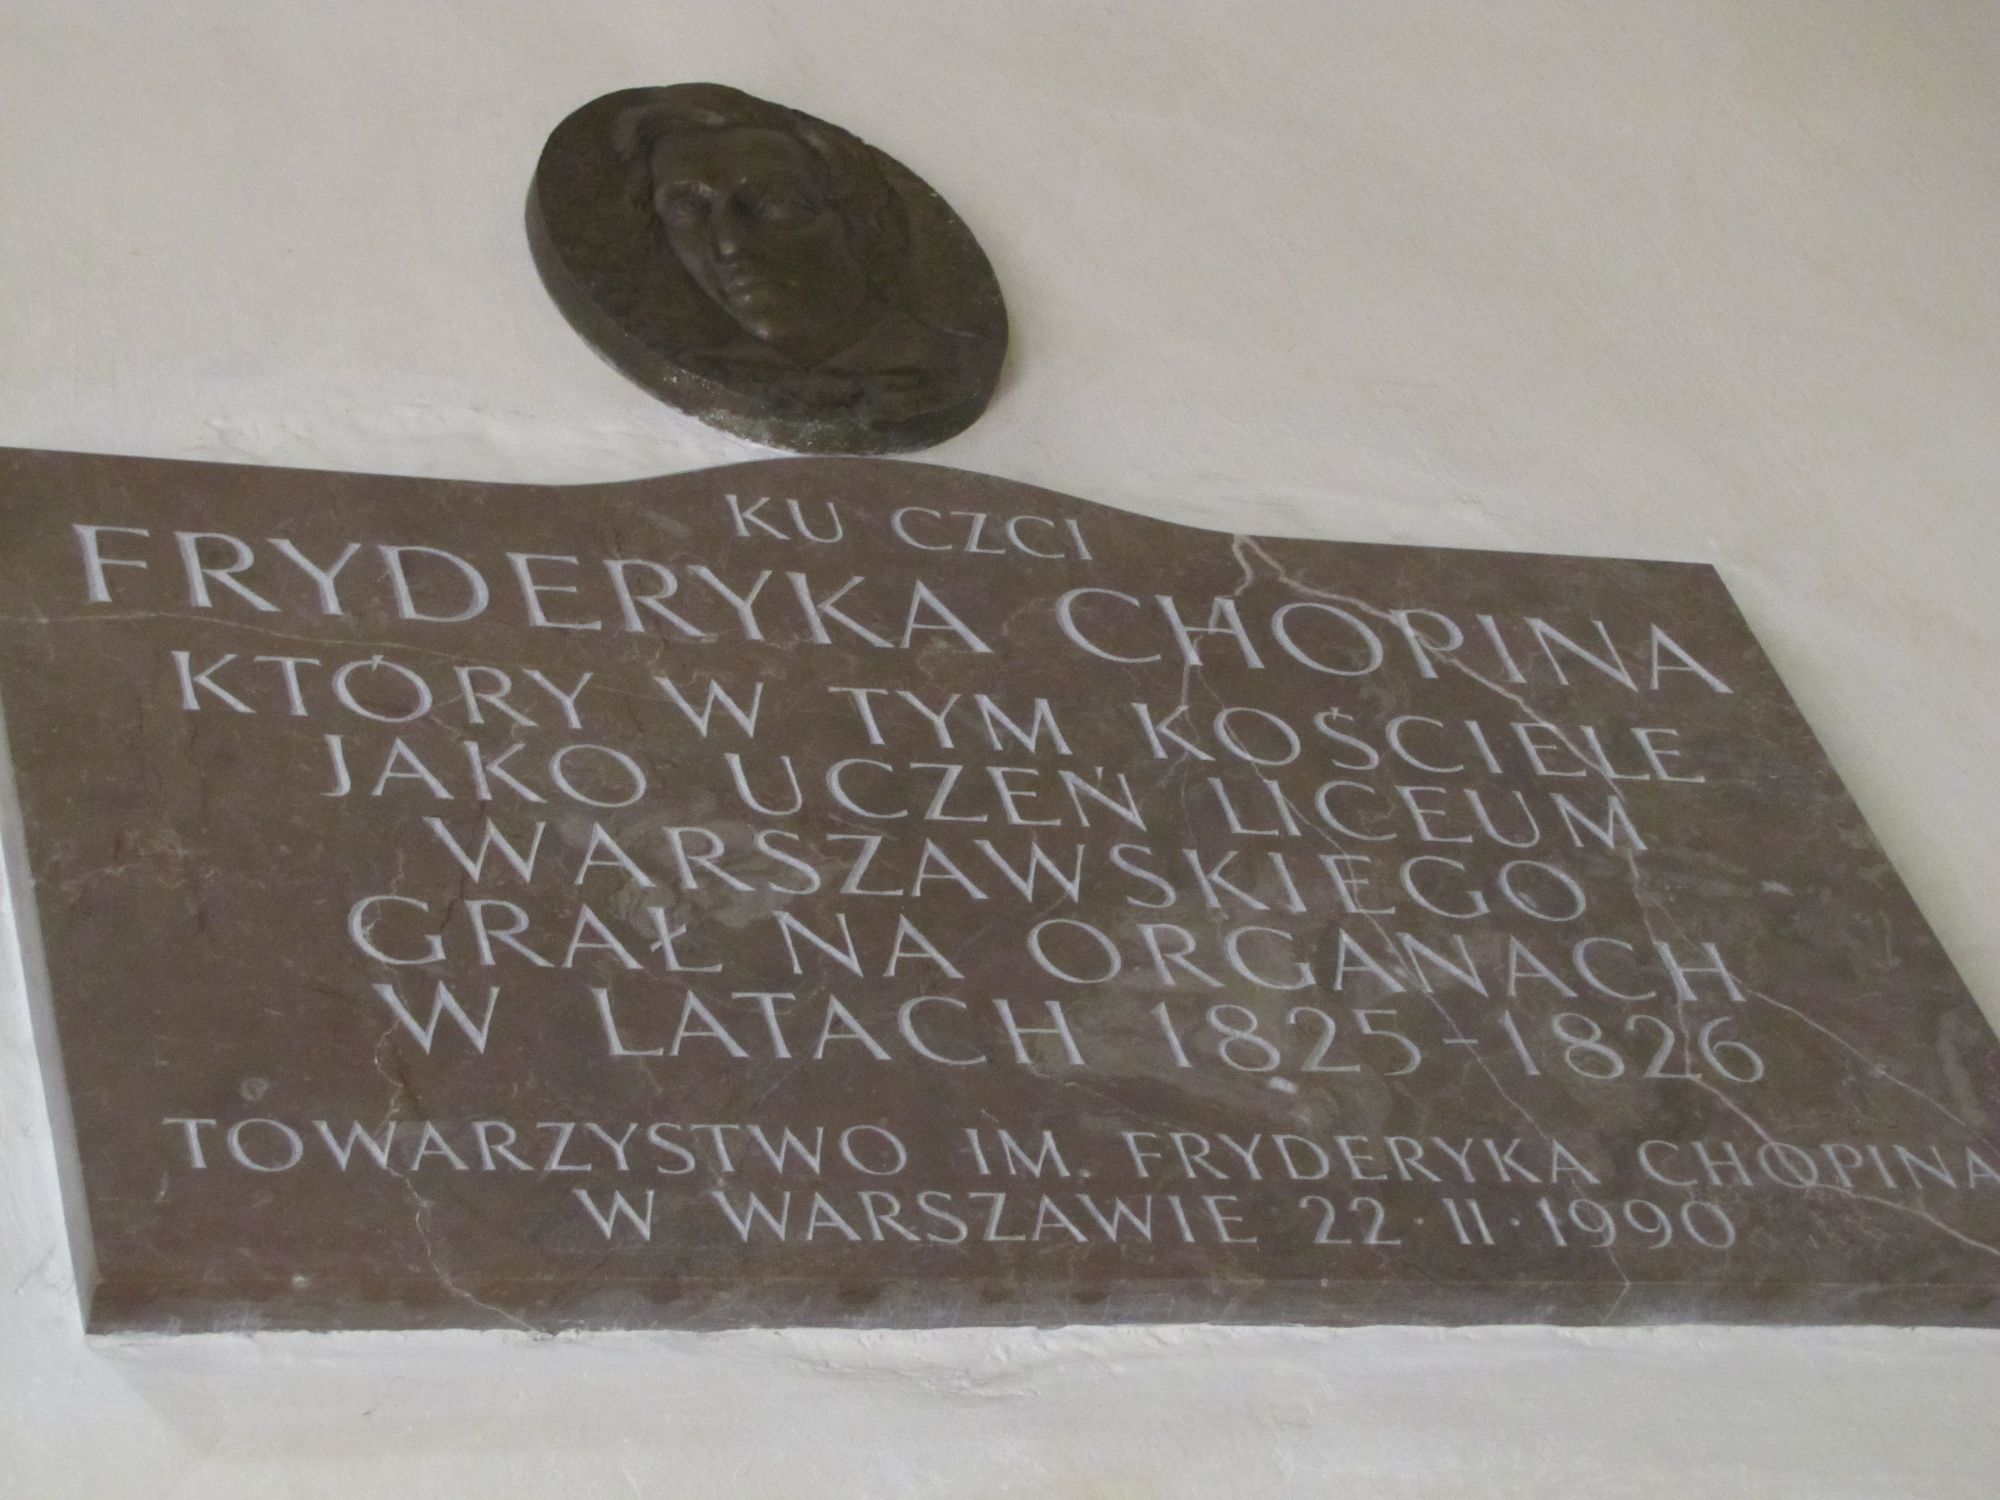 KU CZCI
FRYDERYKA CHOPINA
KTÓRY W TYM KOŚCIELE
JAKO UCZEŃ LICEUM
WARSZAWSKIEGO
GRAŁ NA ORGANACH
W LATACH 1825-1826
TOWARZYSTWO IM. FRYDERYKA CHOPINA
W WARSZAWIE 22·II·1990